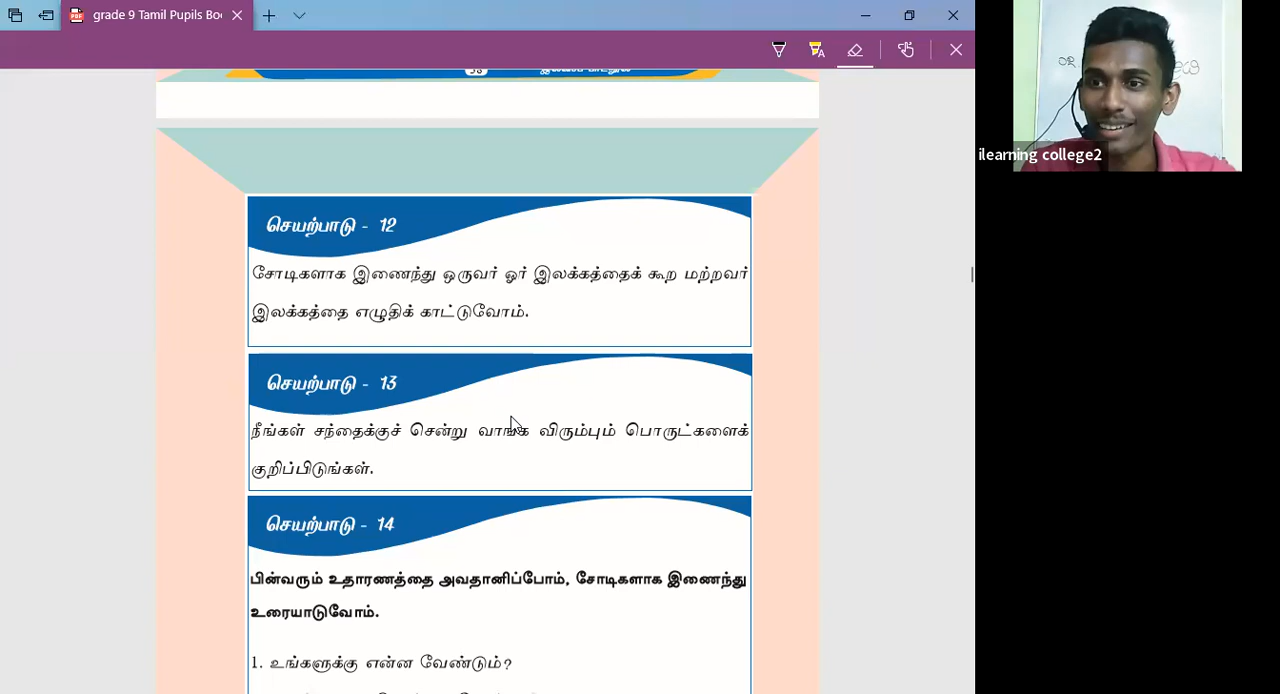 grade 9 Tamil Pupils Bo
38
ilearning college2
செயற்பாடு - 12
சோடிகளாக இணைந்து ஒருவர் ஓர் இலக்கத்தைக் கூற மற்றவர்
இலக்கத்தை எழுதிக் காட்டுவோம்.
செயற்பாடு - 13
நீங்கள் சந்தைக்குச் சென்று வாங்க விரும்பும் பொருட்களைக்
குறிப்பிடுங்கள்.
செயற்பாடு - 14
பின்வரும் உதாரணத்தை அவதானிப்போம், சோடிகளாக இணைந்து
உரையாடுவோம்.
1. உங்களுக்கு என்ன வேண்டும்?